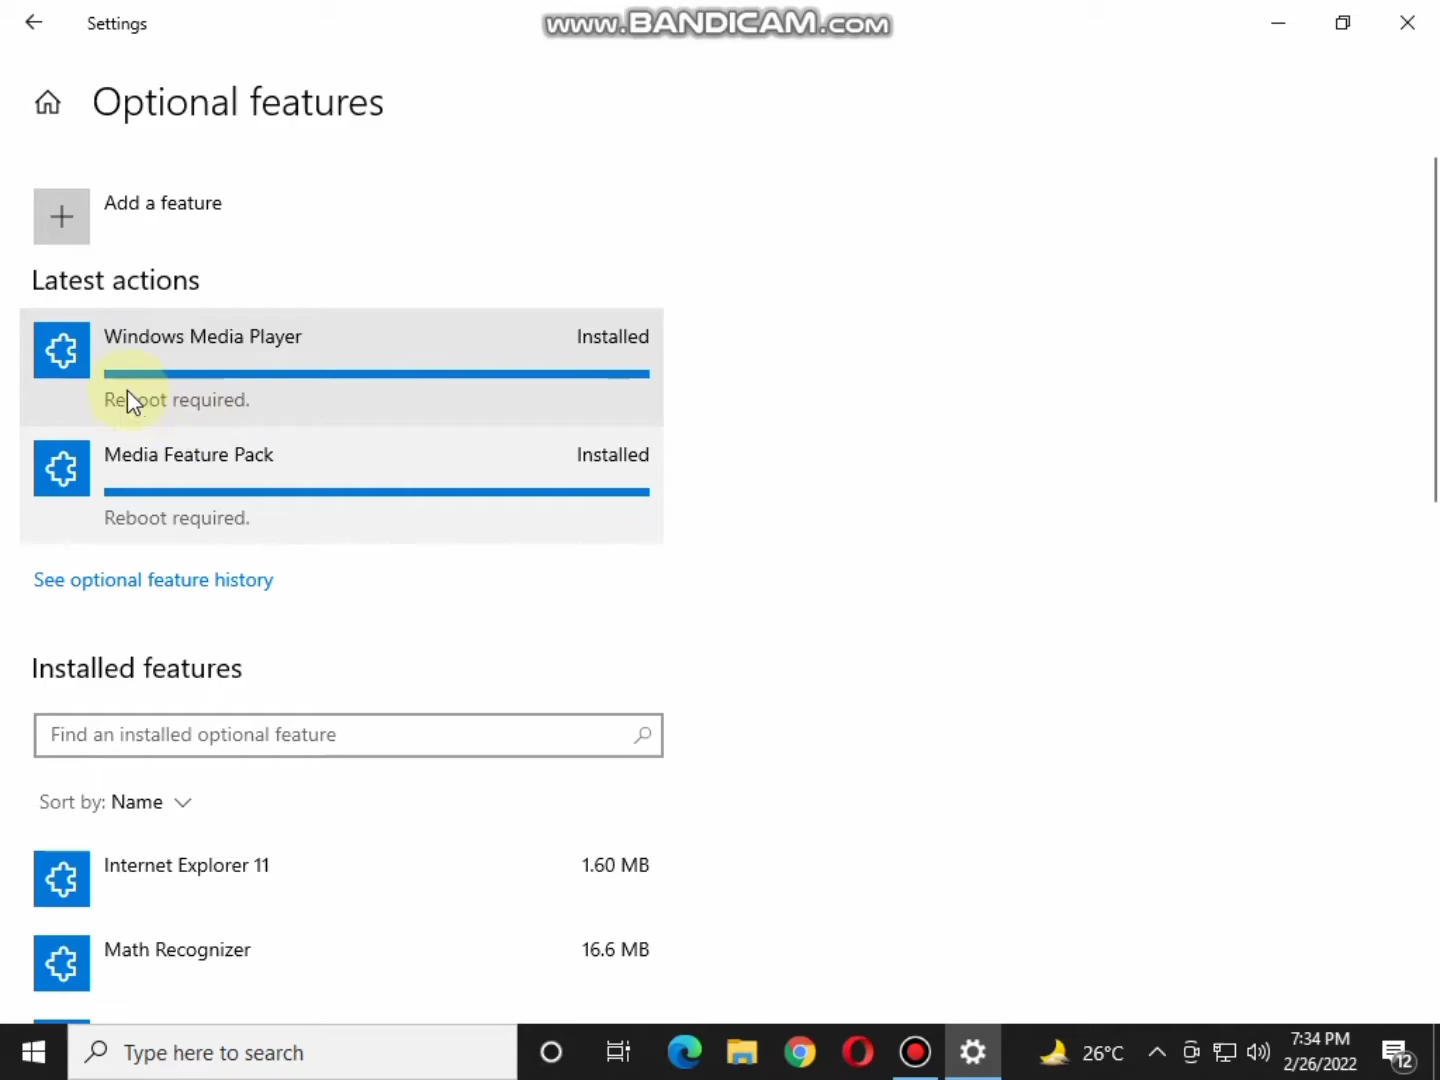 Settings
www.BANDICAM.com
Optional features
Add a feature
Latest actions
Windows Media Player Installed
Reboot required.
Media Feature Pack Installed
Reboot required.
See optional feature history
Installed features
Find an installed optional feature
Sort by: Name
Internet Explorer 11 1.60 MB
Math Recognizer 16.6 MB
Type here to search
26°C
7:34 PM
2/26/2022
12